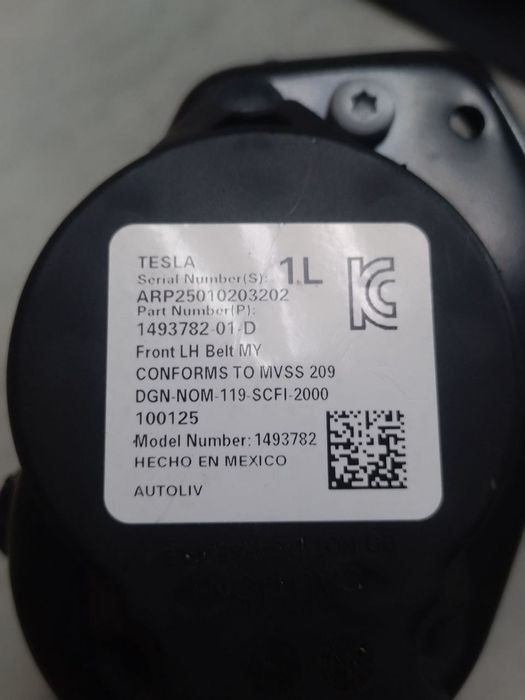 TESLA
Serial Number(S): 1L
ARP25010203202
Part Number(P):
1493782-01-D
Front LH Belt MY
CONFORMS TO MVSS 209
DGN-NOM-119-SCFI-2000
100125
Model Number: 1493782
HECHO EN MEXICO
AUTOLIV